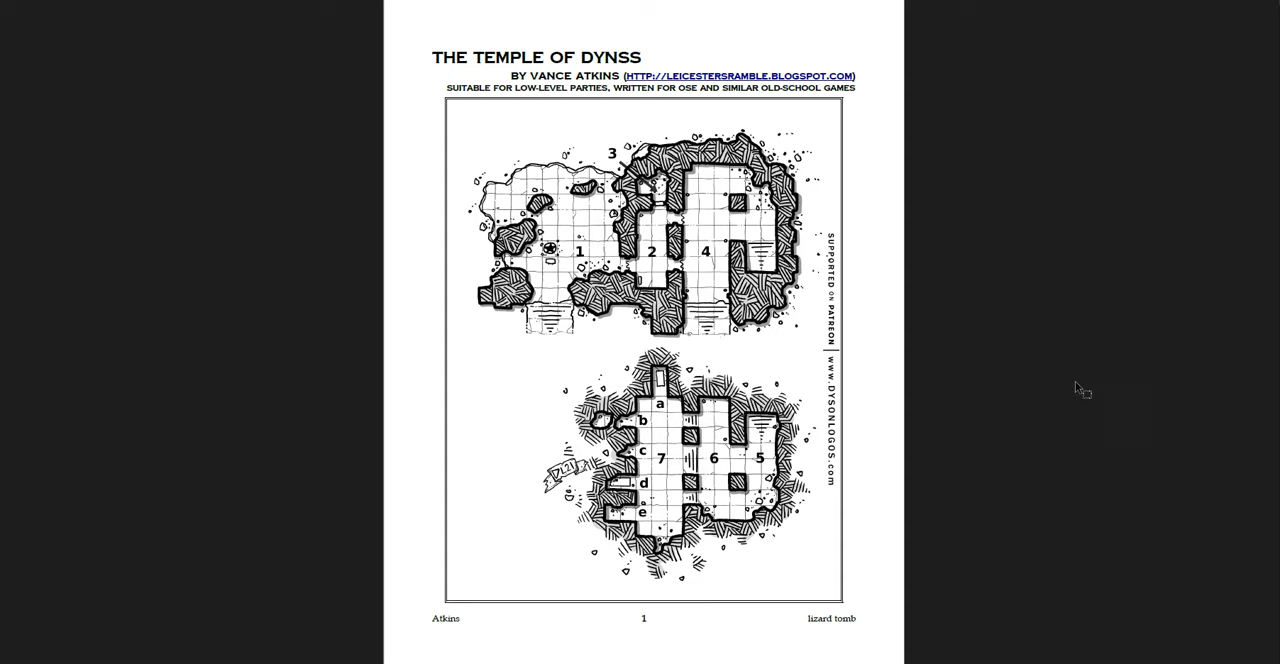 THE TEMPLE OF DYNSS
BY VANCE ATKINS (HTTP://LEICESTERSRAMBLE.BLOGSPOT.COM)
SUITABLE FOR LOW-LEVEL PARTIES, WRITTEN FOR OSE AND SIMILAR OLD-SCHOOL GAMES
3
1
2
4
SUPPORTED ON PATREON | www.DYSONLOGOS.com
a
b
c
7
6
5
d
e
Atkins
1
lizard tomb